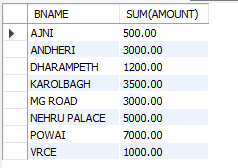 BNAME SUM(AMOUNT)
AJNI 500.00
ANDHERI 3000.00
DHARAMPETH 1200.00
KAROLBAGH 3500.00
MG ROAD 3000.00
NEHRU PALACE 5000.00
POWAI 7000.00
VRCE 1000.00